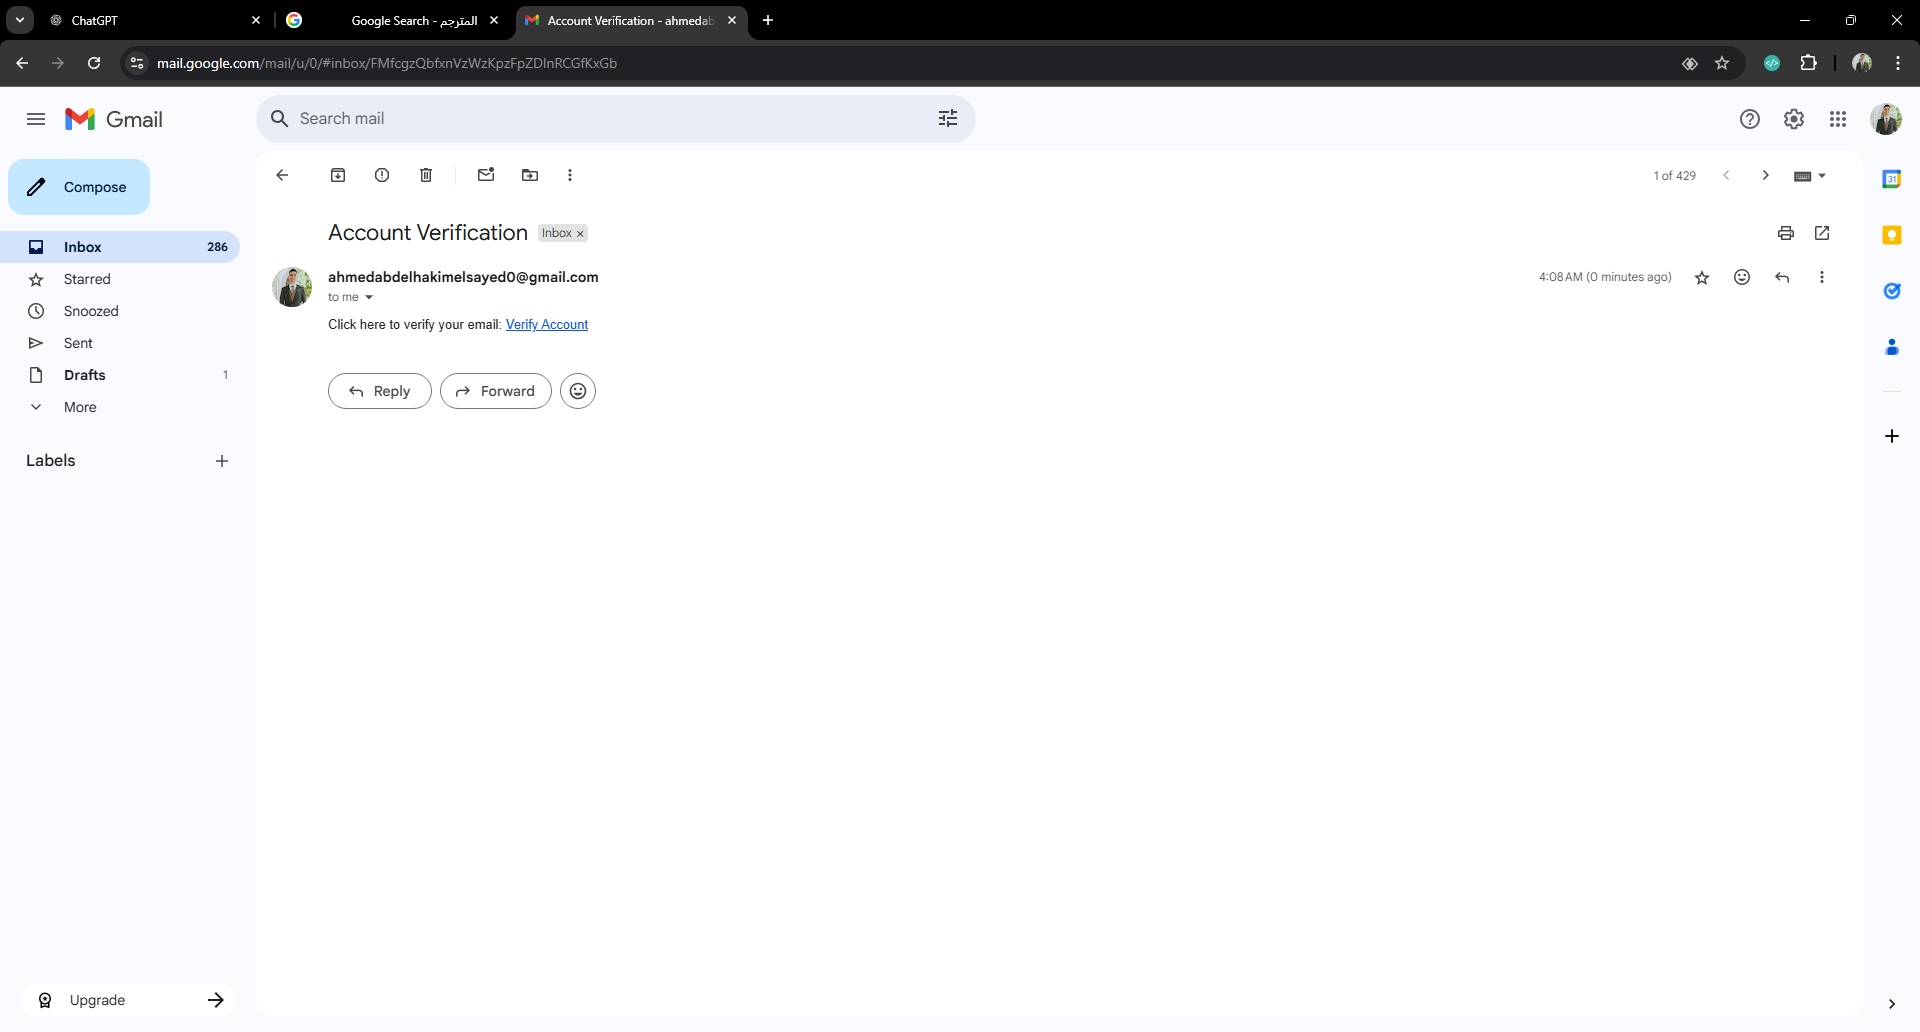 ChatGPT
Google Search - المترجم
Account Verification - ahmedab
mail.google.com/mail/u/0/#inbox/FMfcgzQbfxnVzWzKpzFpZDlnRCGfKxGb
Gmail
Search mail
Compose
1 of 429
Inbox 286
Starred
Snoozed
Sent
Drafts 1
More
Labels
Account Verification Inbox x
ahmedabdelhakimelsayed0@gmail.com 4:08 AM (0 minutes ago)
to me
Click here to verify your email: Verify Account
Reply Forward
31
Upgrade